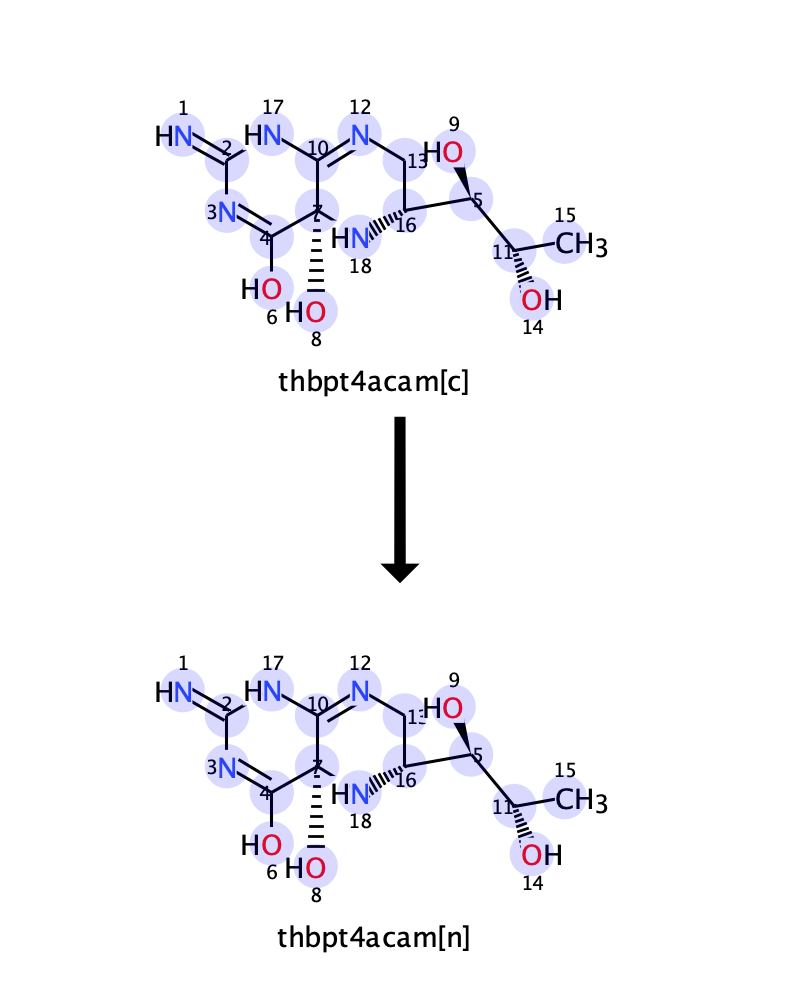 1 17 12
HN HN N 9
2 10 13 HO
3 N 7 5 15
4 HN 16 11 CH3
HO 18 OH
6 HO 14
8
thbpt4acam[c]
1 17 12
HN HN N 9
2 10 13 HO
3 N 7 5 15
4 HN 16 11 CH3
HO 18 OH
6 HO 14
8
thbpt4acam[n]